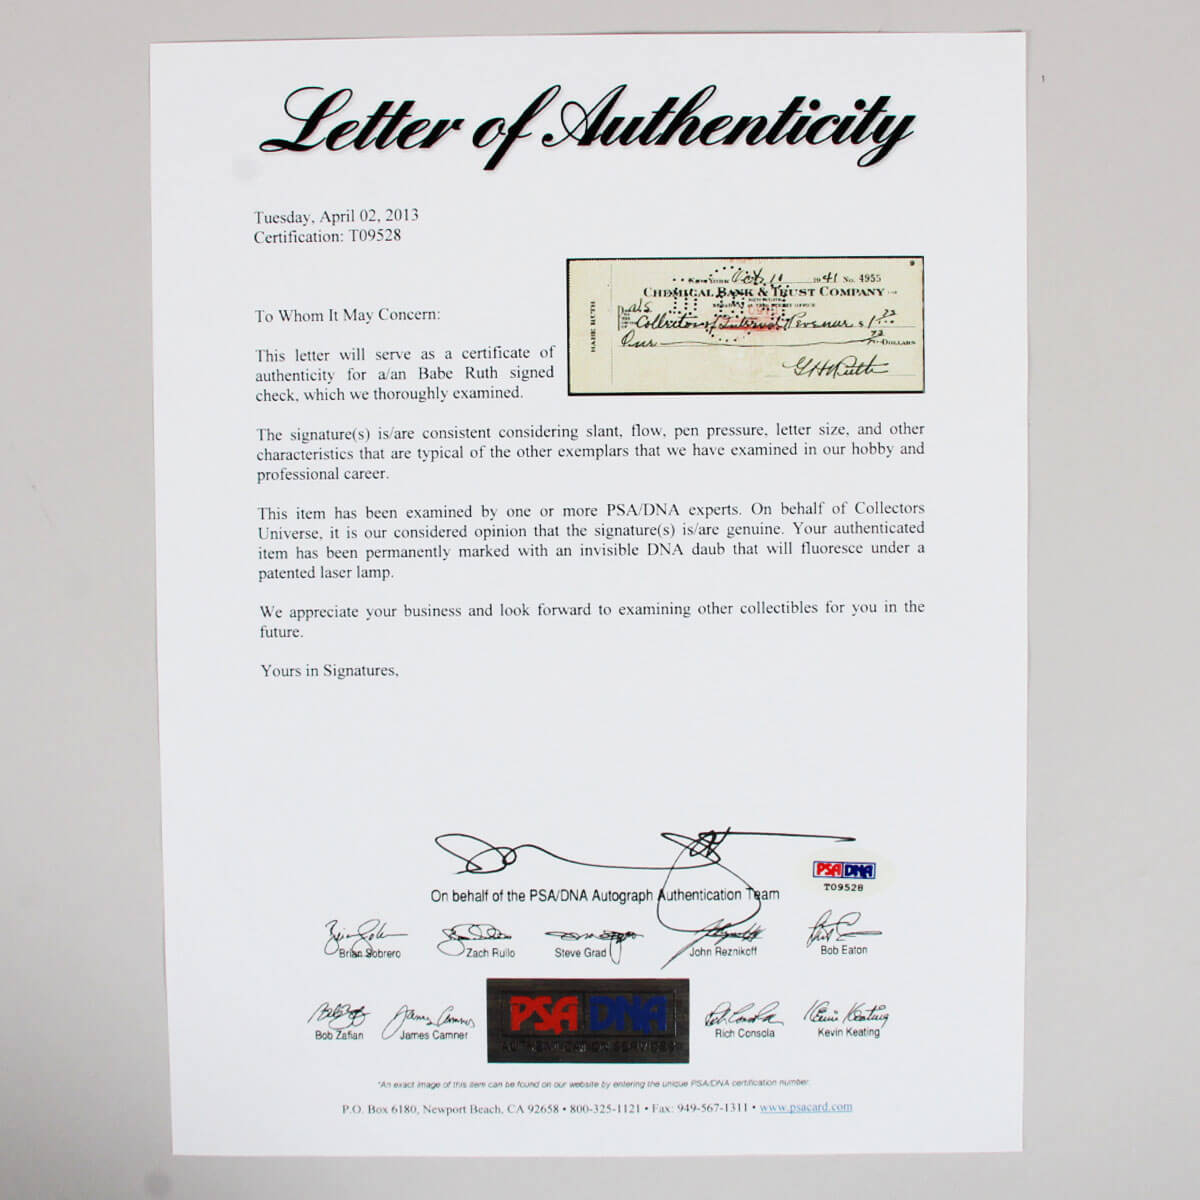 Letter of Authenticity
Tuesday, April 02, 2013
Certification: T09528
9
New York Oct 10 1941 No. 4955
Chemical Bank & Trust Company
BABE RUTH
Collector of Internal Revenue $ 1
Dollars
G H Ruth
To Whom It May Concern:
This letter will serve as a certificate of
authenticity for a/an Babe Ruth signed
check, which we thoroughly examined.
The signature(s) is/are consistent considering slant, flow, pen pressure, letter size, and other
characteristics that are typical of the other exemplars that we have examined in our hobby and
professional career.
This item has been examined by one or more PSA/DNA experts. On behalf of Collectors
Universe, it is our considered opinion that the signature(s) is/are genuine. Your authenticated
item has been permanently marked with an invisible DNA daub that will fluoresce under a
patented laser lamp.
We appreciate your business and look forward to examining other collectibles for you in the
future.
Yours in Signatures,
PSA DNA
T09528
On behalf of the PSA/DNA Autograph Authentication Team
Brian Sobrero Zach Rullo Steve Grad John Reznikoff Bob Eaton
Bob Zafian James Camner Rich Consola Kevin Keating
PSA DNA
AUTHENTICATION SERVICES
*An exact image of this item can be found on our website by entering the unique PSA/DNA certification number.
P.O. Box 6180, Newport Beach, CA 92658 • 800-325-1121 • Fax: 949-567-1311 • www.psacard.com